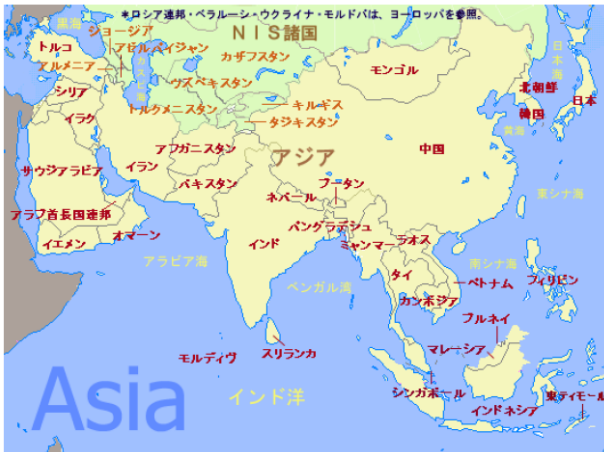 *ロシア連邦・ベラルーシ・ウクライナ・モルドバは、ヨーロッパを参照。
黒海
ジョージア
NIS諸国
トルコ
アゼルバイジャン
カザフスタン
アルメニア
カスピ海
モンゴル
日本海
シリア
ウズベキスタン
北朝鮮
日本
トルクメニスタン
キルギス
イラク
韓国
タジキスタン
黄海
アフガニスタン
アジア
中国
サウジアラビア
イラン
パキスタン
ブータン
ネパール
東シナ海
アラブ首長国連邦
バングラデシュ
イエメン
オマーン
インド
ミャンマー
ラオス
アラビア海
タイ
南シナ海
ベンガル湾
ベトナム
フィリピン
カンボジア
ブルネイ
モルディヴ
スリランカ
マレーシア
シンガポール
Asia
インド洋
インドネシア
東ティモール